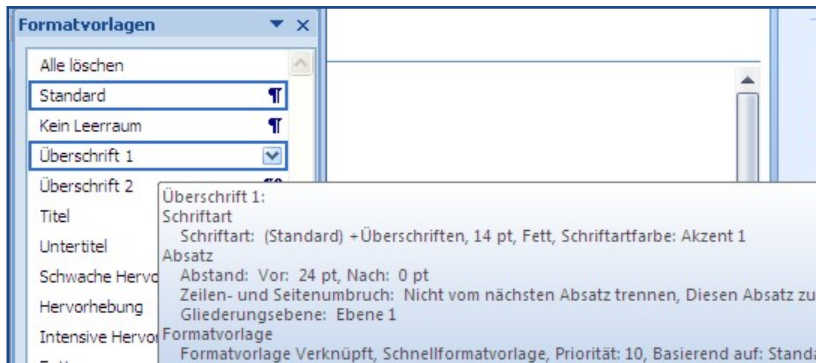 Formatvorlagen
Alle löschen
Standard ¶
Kein Leerraum ¶
Überschrift 1
Überschrift 2
Titel
Untertitel
Schwache Hervo
Hervorhebung
Intensive Hervo
Überschrift 1:
Schriftart
Schriftart: (Standard) +Überschriften, 14 pt, Fett, Schriftartfarbe: Akzent 1
Absatz
Abstand: Vor: 24 pt, Nach: 0 pt
Zeilen- und Seitenumbruch: Nicht vom nächsten Absatz trennen, Diesen Absatz zu
Gliederungsebene: Ebene 1
Formatvorlage
Formatvorlage Verknüpft, Schnellformatvorlage, Priorität: 10, Basierend auf: Standa